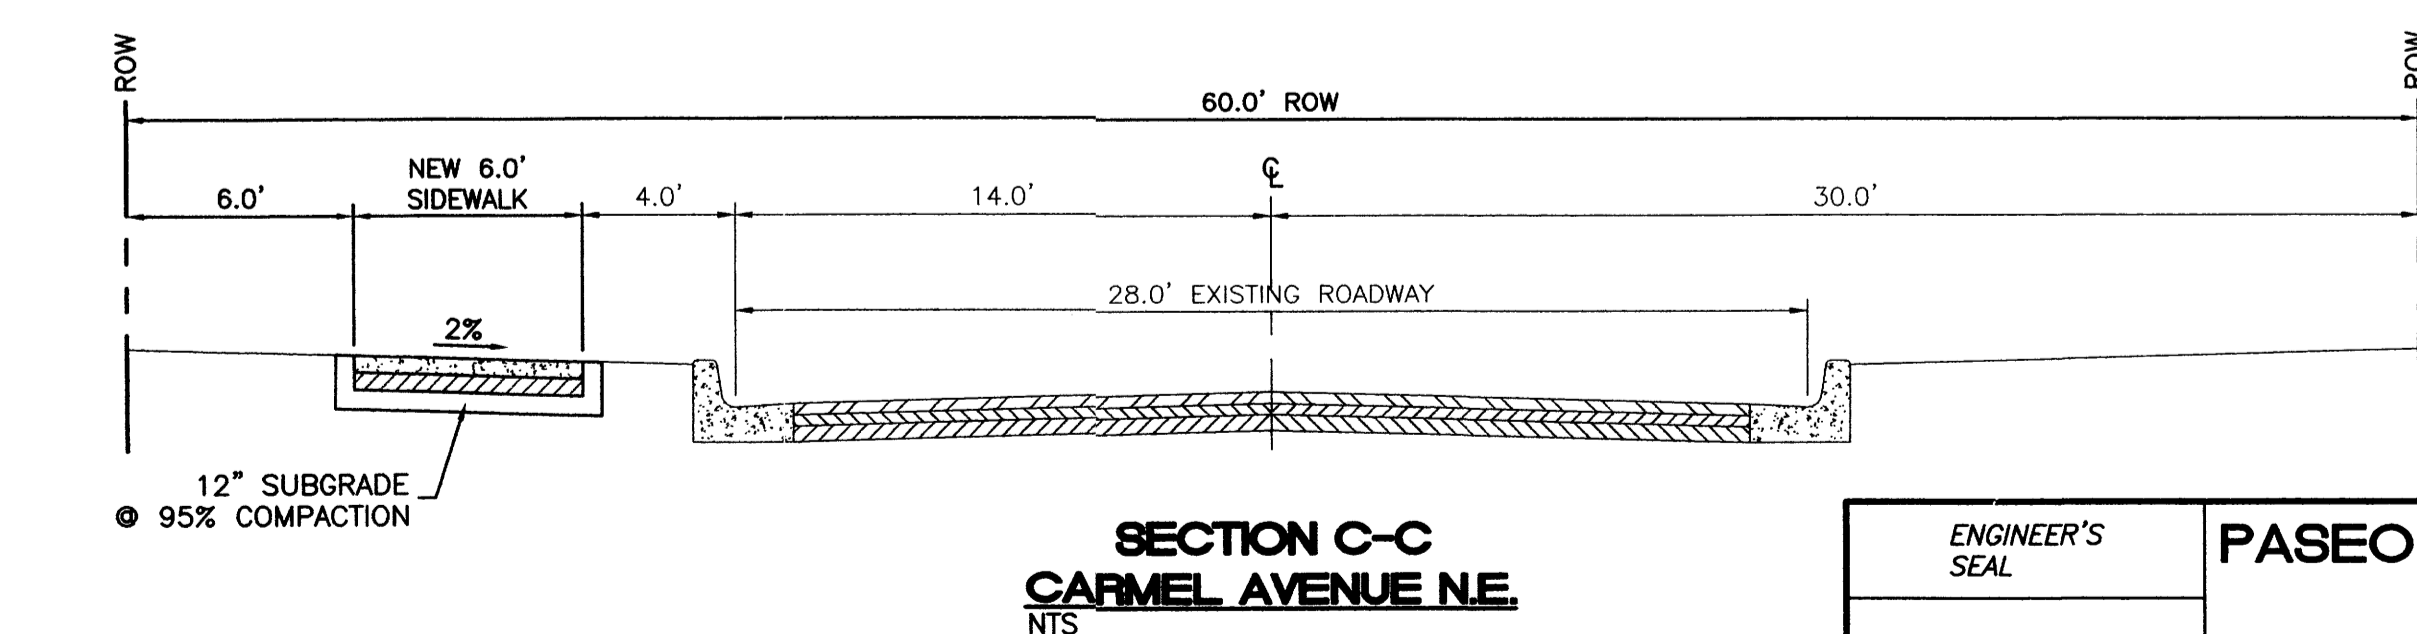 ROW
ROW
60.0' ROW
NEW 6.0'
SIDEWALK
6.0'
4.0'
14.0'
℄
30.0'
28.0' EXISTING ROADWAY
2%
12" SUBGRADE
@ 95% COMPACTION
SECTION C-C
CARMEL AVENUE N.E.
NTS
ENGINEER'S
SEAL
PASEO